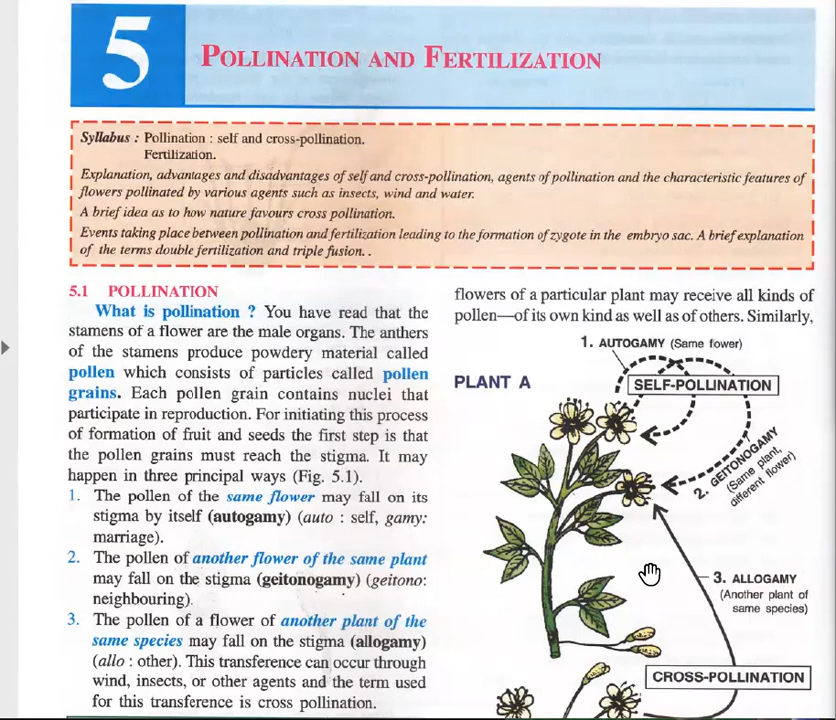 5
POLLINATION AND FERTILIZATION
Syllabus : Pollination : self and cross-pollination.
Fertilization.
Explanation, advantages and disadvantages of self and cross-pollination, agents of pollination and the characteristic features of
flowers pollinated by various agents such as insects, wind and water.
A brief idea as to how nature favours cross pollination.
Events taking place between pollination and fertilization leading to the formation of zygote in the embryo sac. A brief explanation
of the terms double fertilization and triple fusion. .
5.1 POLLINATION
What is pollination ? You have read that the
stamens of a flower are the male organs. The anthers
of the stamens produce powdery material called
pollen which consists of particles called pollen
grains. Each pollen grain contains nuclei that
participate in reproduction. For initiating this process
of formation of fruit and seeds the first step is that
the pollen grains must reach the stigma. It may
happen in three principal ways (Fig. 5.1).
1. The pollen of the same flower may fall on its
stigma by itself (autogamy) (auto : self, gamy:
marriage).
2. The pollen of another flower of the same plant
may fall on the stigma (geitonogamy) (geitono:
neighbouring).
3. The pollen of a flower of another plant of the
same species may fall on the stigma (allogamy)
(allo : other). This transference can occur through
wind, insects, or other agents and the term used
for this transference is cross pollination.
flowers of a particular plant may receive all kinds of
pollen—of its own kind as well as of others. Similarly,
1. AUTOGAMY (Same fower)
PLANT A
SELF-POLLINATION
2. GEITONOGAMY
(Same plant,
different flower)
3. ALLOGAMY
(Another plant of
same species)
CROSS-POLLINATION